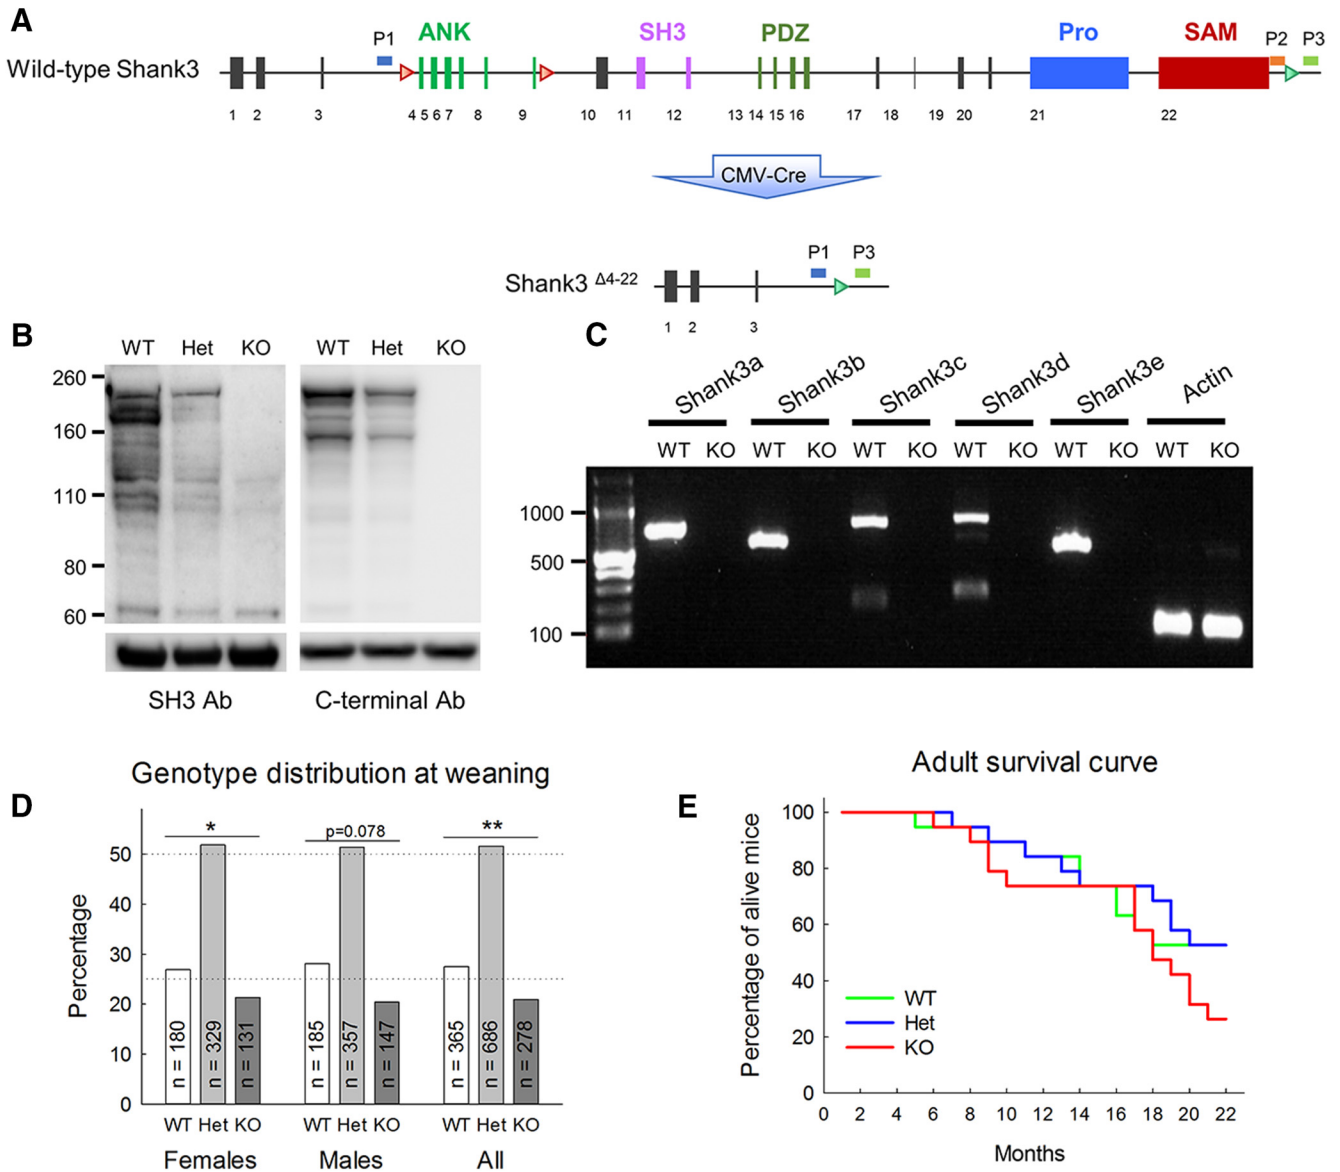 A
ANK SH3 PDZ Pro SAM
P1 P2 P3
Wild-type Shank3
1 2 3 4 5 6 7 8 9 10 11 12 13 14 15 16 17 18 19 20 21 22
CMV-Cre
P1 P3
Shank3 Δ4-22
1 2 3
B
WT Het KO WT Het KO
260
160
110
80
60
SH3 Ab C-terminal Ab
C
Shank3a Shank3b Shank3c Shank3d Shank3e Actin
WT KO WT KO WT KO WT KO WT KO WT KO
1000
500
100
D
Genotype distribution at weaning
Percentage
50
40
30
20
10
0
* p=0.078 **
n = 180 n = 329 n = 131 n = 185 n = 357 n = 147 n = 365 n = 686 n = 278
WT Het KO WT Het KO WT Het KO
Females Males All
E
Adult survival curve
Percentage of alive mice
100
80
60
40
20
0
WT
Het
KO
0 2 4 6 8 10 12 14 16 18 20 22
Months